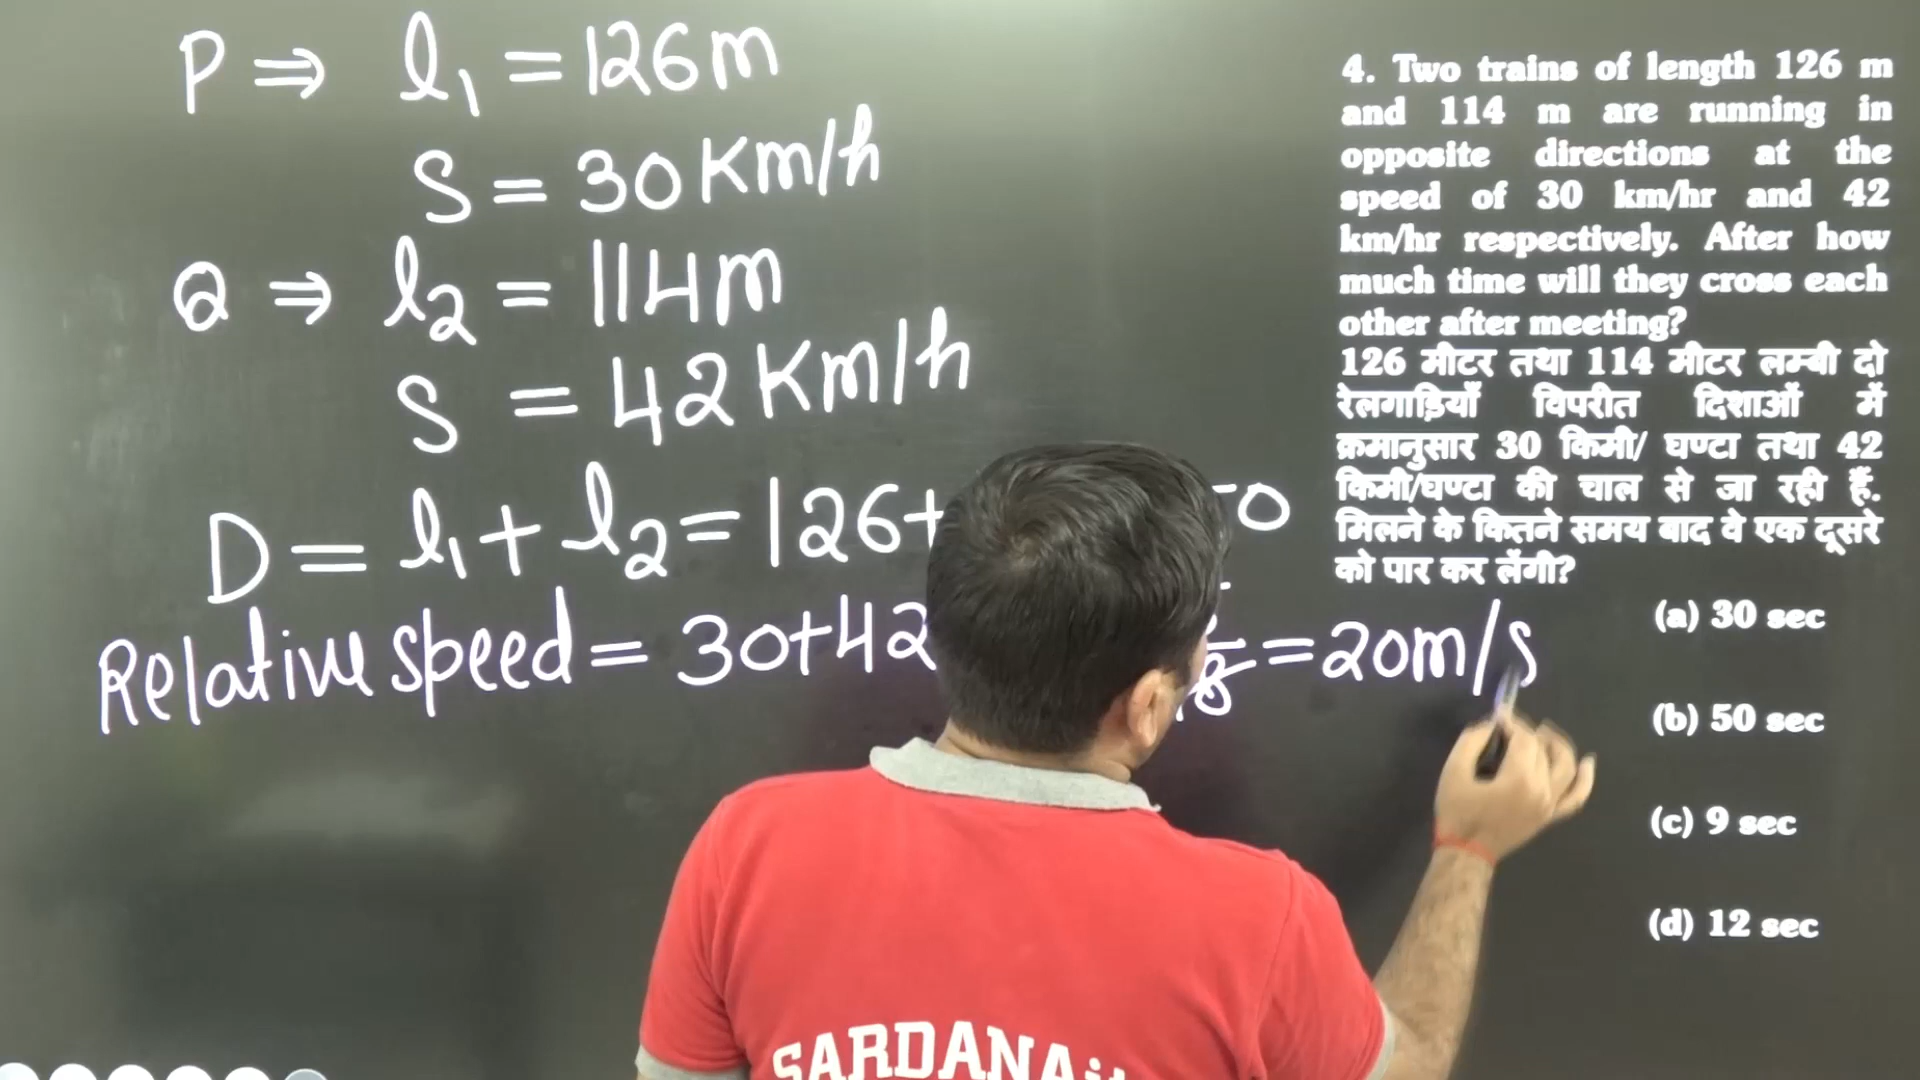 P ⇒ l₁ = 126m
S = 30 Km/h
Q ⇒ l₂ = 114m
S = 42 Km/h
D = l₁ + l₂ = 126+
Relative speed = 30+42 = 20m/s
4. Two trains of length 126 m
and 114 m are running in
opposite directions at the
speed of 30 km/hr and 42
km/hr respectively. After how
much time will they cross each
other after meeting?
126 मीटर तथा 114 मीटर लम्बी दो
रेलगाड़ियाँ विपरीत दिशाओं में
क्रमानुसार 30 किमी/ घण्टा तथा 42
किमी/घण्टा की चाल से जा रही हैं.
मिलने के कितने समय बाद वे एक दूसरे
को पार कर लेंगी?
(a) 30 sec
(b) 50 sec
(c) 9 sec
(d) 12 sec